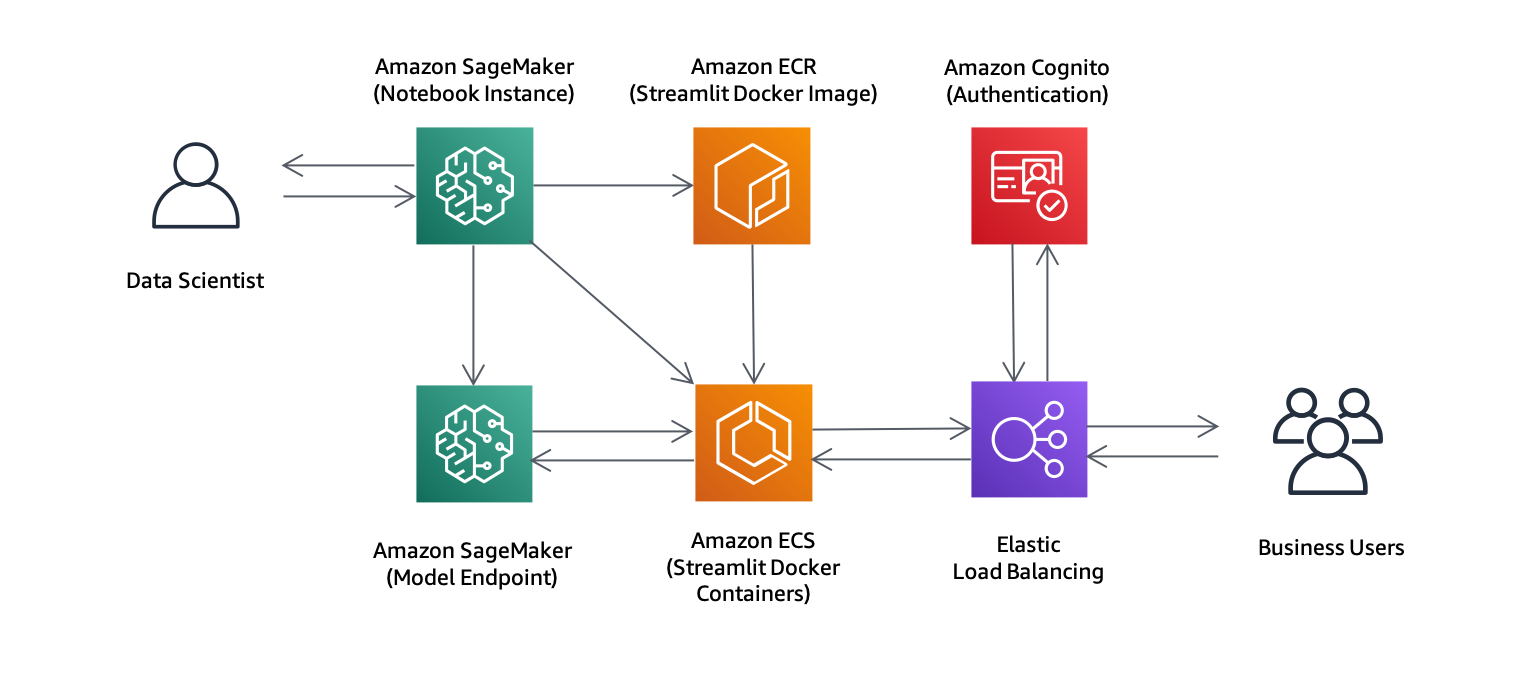 Amazon SageMaker
(Notebook Instance)
Amazon ECR
(Streamlit Docker Image)
Amazon Cognito
(Authentication)
Data Scientist
Amazon SageMaker
(Model Endpoint)
Amazon ECS
(Streamlit Docker
Containers)
Elastic
Load Balancing
Business Users